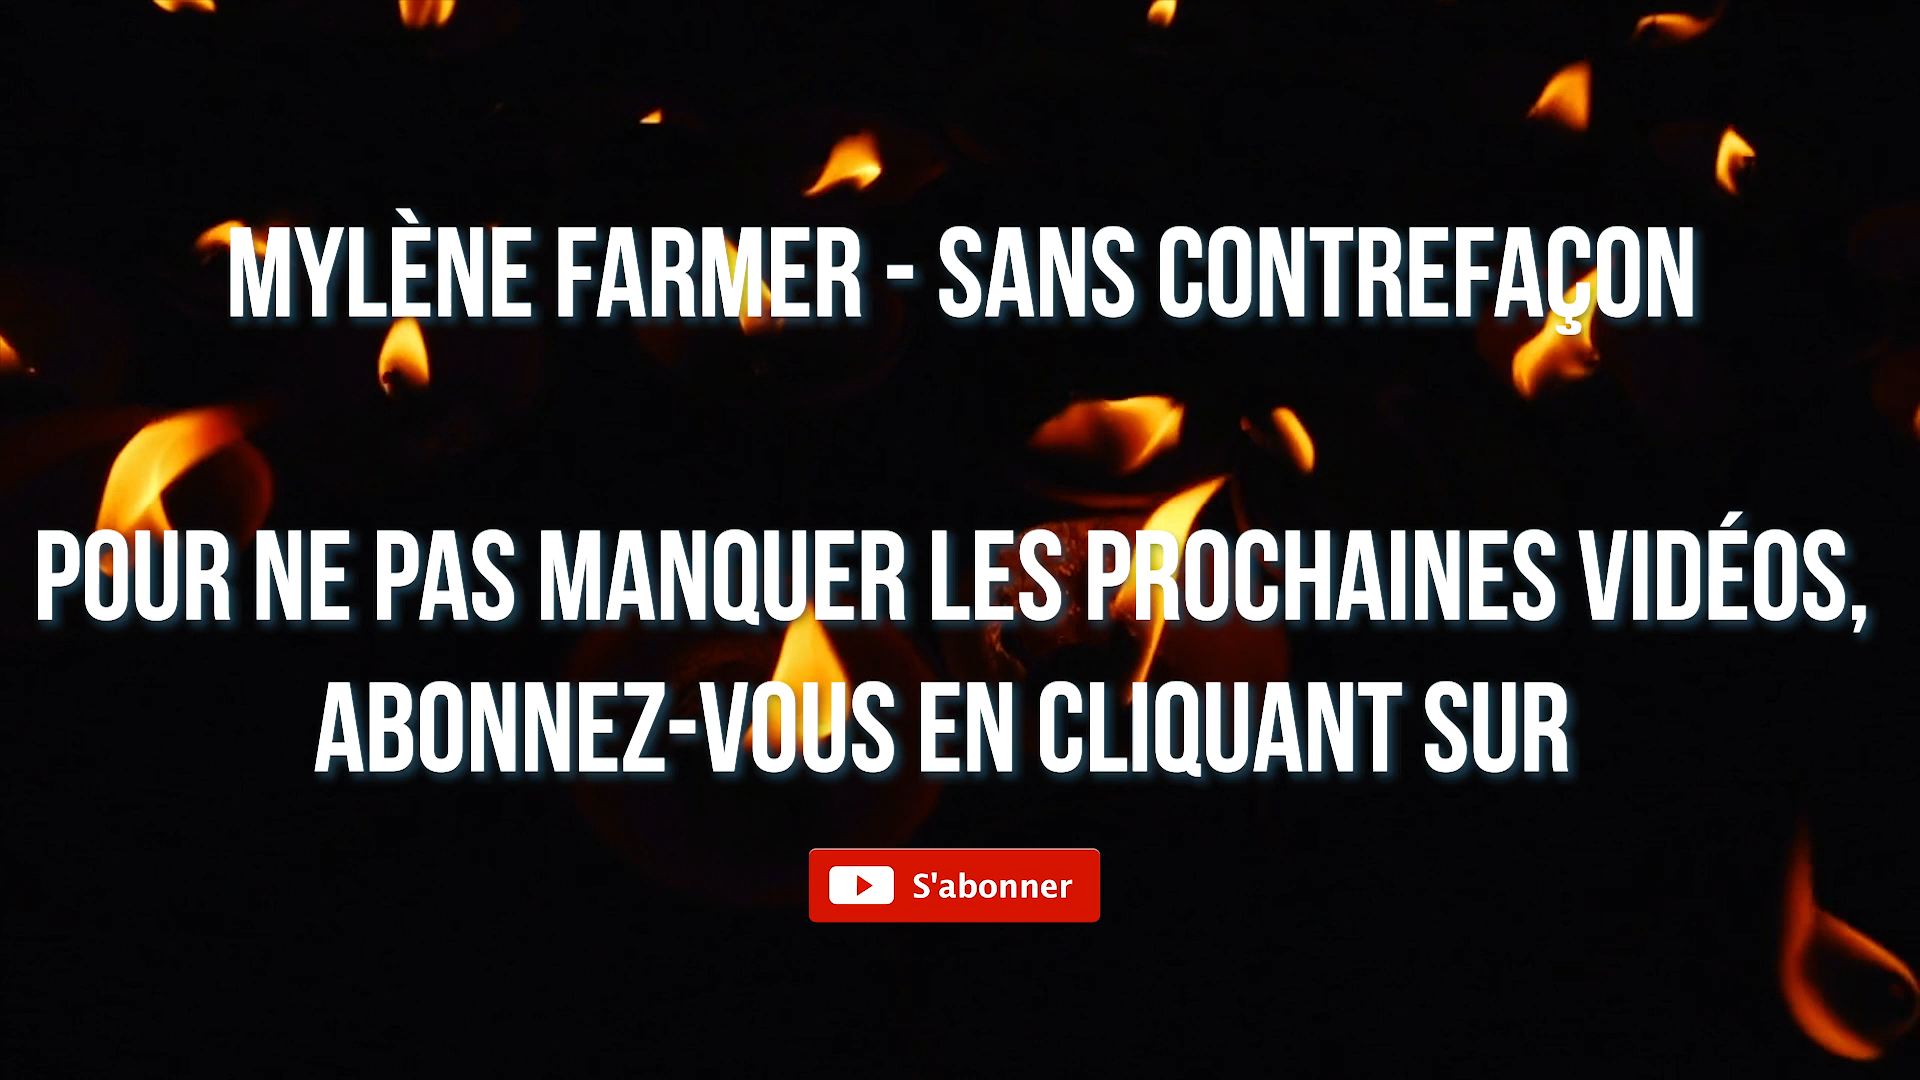 MYLÈNE FARMER - SANS CONTREFAÇON
POUR NE PAS MANQUER LES PROCHAINES VIDÉOS,
ABONNEZ-VOUS EN CLIQUANT SUR
S'abonner